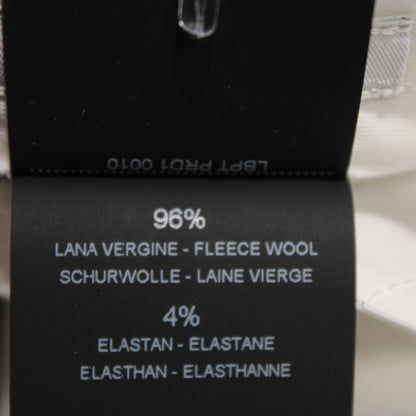 LBPT PRD1 0010
96%
LANA VERGINE - FLEECE WOOL
SCHURWOLLE - LAINE VIERGE
4%
ELASTAN - ELASTANE
ELASTHAN - ELASTHANNE